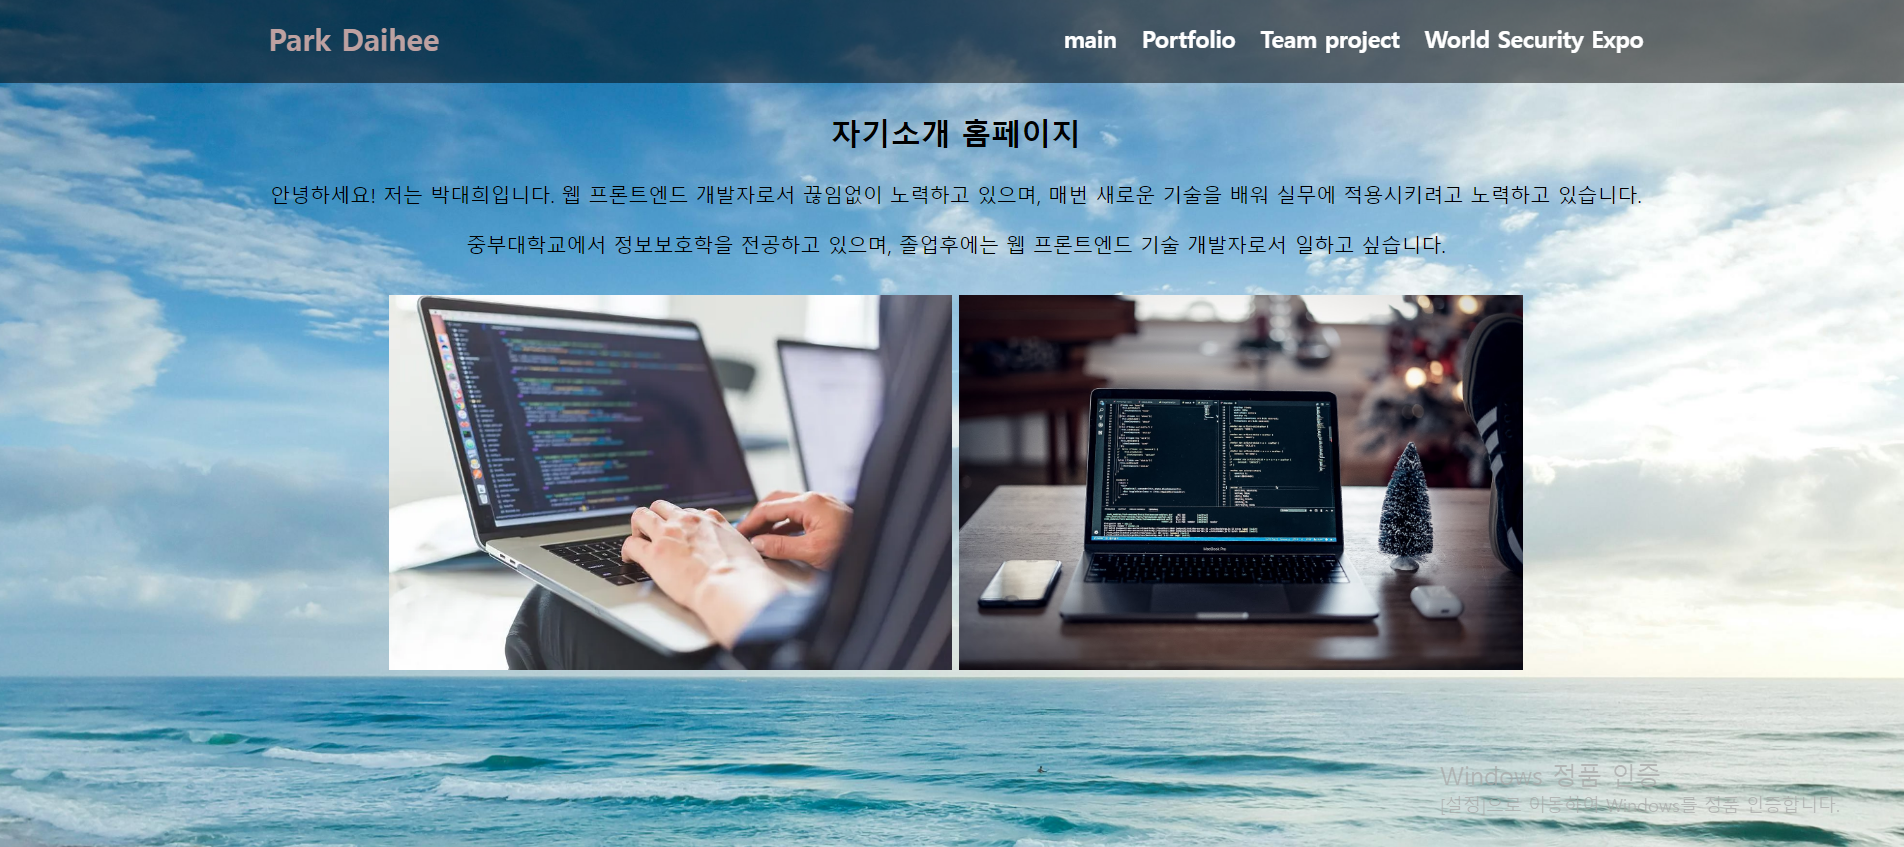 Park Daihee
main Portfolio Team project World Security Expo
자기소개 홈페이지
안녕하세요! 저는 박대희입니다. 웹 프론트엔드 개발자로서 끊임없이 노력하고 있으며, 매번 새로운 기술을 배워 실무에 적용시키려고 노력하고 있습니다.
중부대학교에서 정보보호학을 전공하고 있으며, 졸업후에는 웹 프론트엔드 기술 개발자로서 일하고 싶습니다.
MacBook Pro
Windows 정품 인증
[설정]으로 이동하여 Windows를 정품 인증합니다.